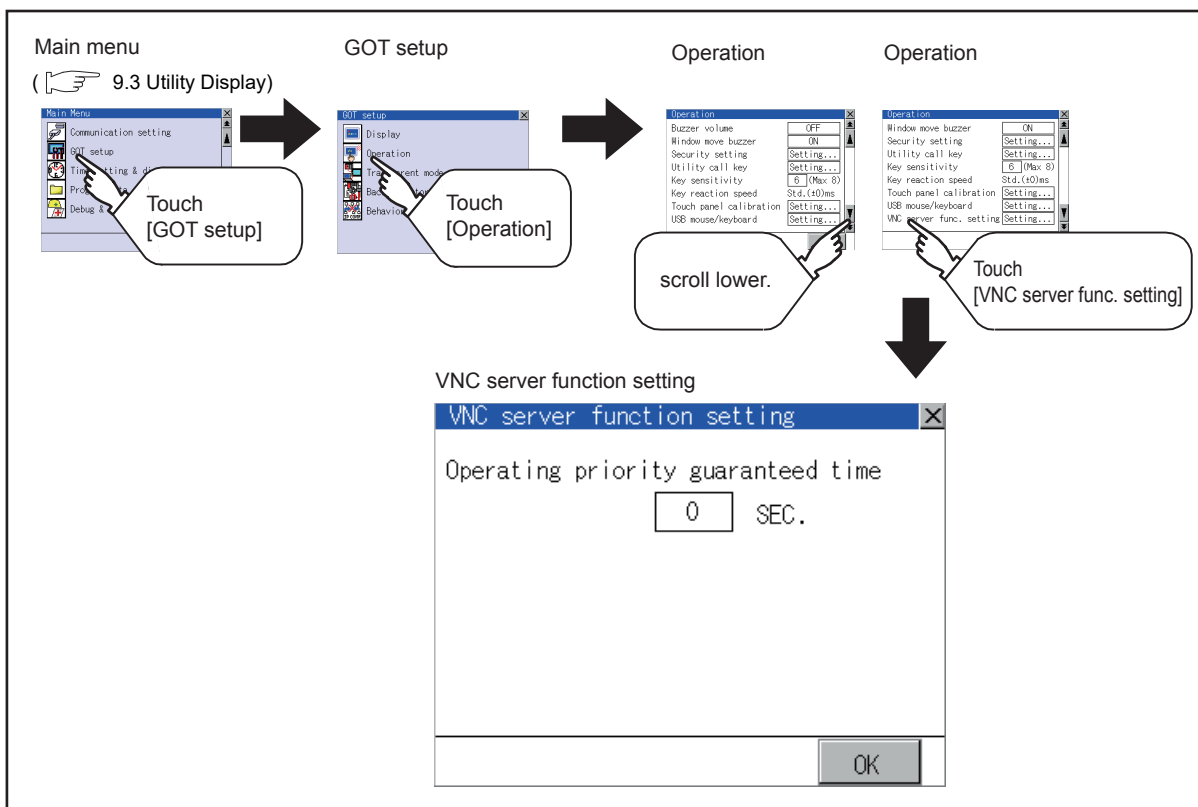 Main menu
( 9.3 Utility Display)
Main Menu
Communication setting
GOT setup
Debug &
Touch
[GOT setup]
GOT setup
GOT setup
Display
Operation
Touch
[Operation]
Operation
Operation
Buzzer volume OFF
Window move buzzer ON
Security setting Setting...
Utility call key Setting...
Key sensitivity 6 (Max 8)
Key reaction speed Std.(±0)ms
Touch panel calibration Setting...
USB mouse/keyboard Setting...
scroll lower.
Operation
Operation
Window move buzzer ON
Security setting Setting...
Utility call key Setting...
Key sensitivity 6 (Max 8)
Key reaction speed Std.(±0)ms
Touch panel calibration Setting...
USB mouse/keyboard Setting...
VNC server func. setting Setting...
Touch
[VNC server func. setting]
VNC server function setting
VNC server function setting
Operating priority guaranteed time
0 SEC.
OK